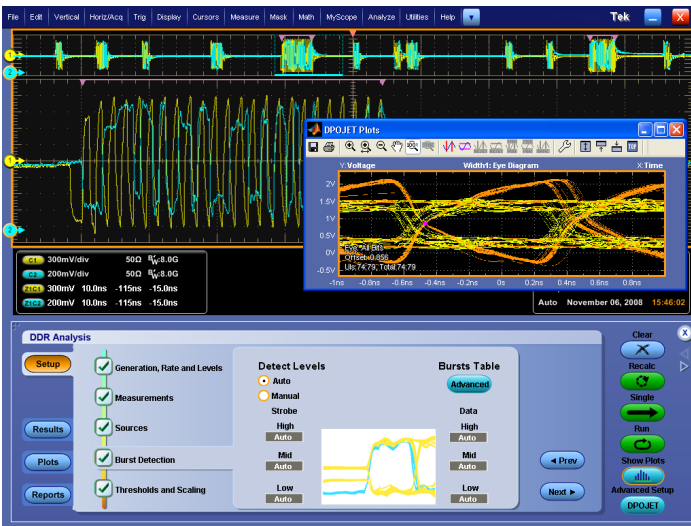 File Edit Vertical Horiz/Acq Trig Display Cursors Measure Mask Math MyScope Analyze Utilities Help Tek
1
2
1
2
DPOJET Plots
Y:Voltage Width1: Eye Diagram X:Time
2V
1.5V
1V
0.5V
0V
-0.5V
Eye: All Bits
Offset: 0.856
UIs:74:79, Total:74:79
-1ns -0.8ns -0.6ns -0.4ns -0.2ns 0s 0.2ns 0.4ns 0.6ns 0.8ns
C1 300mV/div 50Ω BW:8.0G
C2 200mV/div 50Ω BW:8.0G
Z1C1 300mV 10.0ns -115ns -15.0ns
Z1C2 200mV 10.0ns -115ns -15.0ns
Auto November 06, 2008 15:46:02
DDR Analysis
Setup
Results
Plots
Reports
Generation, Rate and Levels
Measurements
Sources
Burst Detection
Thresholds and Scaling
Detect Levels
Auto
Manual
Strobe
High
Auto
Mid
Auto
Low
Auto
Bursts Table
Advanced
Data
High
Auto
Mid
Auto
Low
Auto
Prev
Next
Clear
X
Recalc
Single
Run
Show Plots
Advanced Setup
DPOJET